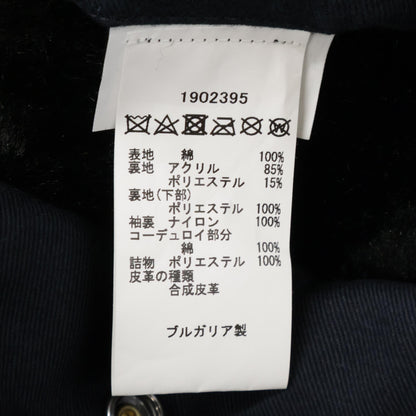 1902395
表地 綿 100%
裏地 アクリル 85%
ポリエステル 15%
裏地(下部)
ポリエステル 100%
袖裏 ナイロン 100%
コーデュロイ部分
綿 100%
詰物 ポリエステル 100%
皮革の種類
合成皮革
ブルガリア製